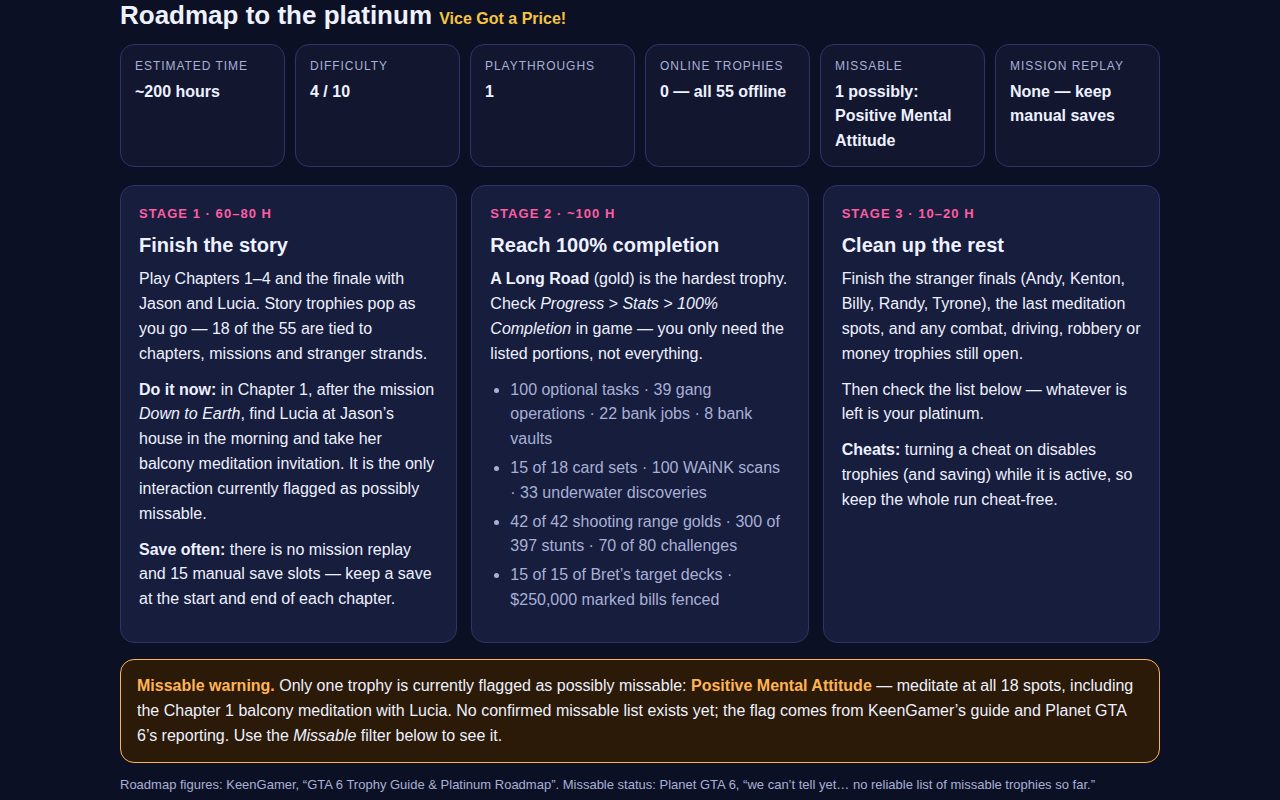 Roadmap to the platinum Vice Got a Price!
ESTIMATED TIME
~200 hours
DIFFICULTY
4 / 10
PLAYTHROUGHS
1
ONLINE TROPHIES
0 — all 55 offline
MISSABLE
1 possibly:
Positive Mental
Attitude
MISSION REPLAY
None — keep
manual saves
STAGE 1 · 60–80 H
Finish the story
Play Chapters 1–4 and the finale with
Jason and Lucia. Story trophies pop as
you go — 18 of the 55 are tied to
chapters, missions and stranger strands.
Do it now: in Chapter 1, after the mission
Down to Earth, find Lucia at Jason’s
house in the morning and take her
balcony meditation invitation. It is the only
interaction currently flagged as possibly
missable.
Save often: there is no mission replay
and 15 manual save slots — keep a save
at the start and end of each chapter.
STAGE 2 · ~100 H
Reach 100% completion
A Long Road (gold) is the hardest trophy.
Check Progress > Stats > 100%
Completion in game — you only need the
listed portions, not everything.
• 100 optional tasks · 39 gang
operations · 22 bank jobs · 8 bank
vaults
• 15 of 18 card sets · 100 WAiNK scans
· 33 underwater discoveries
• 42 of 42 shooting range golds · 300 of
397 stunts · 70 of 80 challenges
• 15 of 15 of Bret’s target decks ·
$250,000 marked bills fenced
STAGE 3 · 10–20 H
Clean up the rest
Finish the stranger finals (Andy, Kenton,
Billy, Randy, Tyrone), the last meditation
spots, and any combat, driving, robbery or
money trophies still open.
Then check the list below — whatever is
left is your platinum.
Cheats: turning a cheat on disables
trophies (and saving) while it is active, so
keep the whole run cheat-free.
Missable warning. Only one trophy is currently flagged as possibly missable: Positive Mental Attitude — meditate at all 18 spots, including
the Chapter 1 balcony meditation with Lucia. No confirmed missable list exists yet; the flag comes from KeenGamer’s guide and Planet GTA
6’s reporting. Use the Missable filter below to see it.
Roadmap figures: KeenGamer, “GTA 6 Trophy Guide & Platinum Roadmap”. Missable status: Planet GTA 6, “we can’t tell yet… no reliable list of missable trophies so far.”